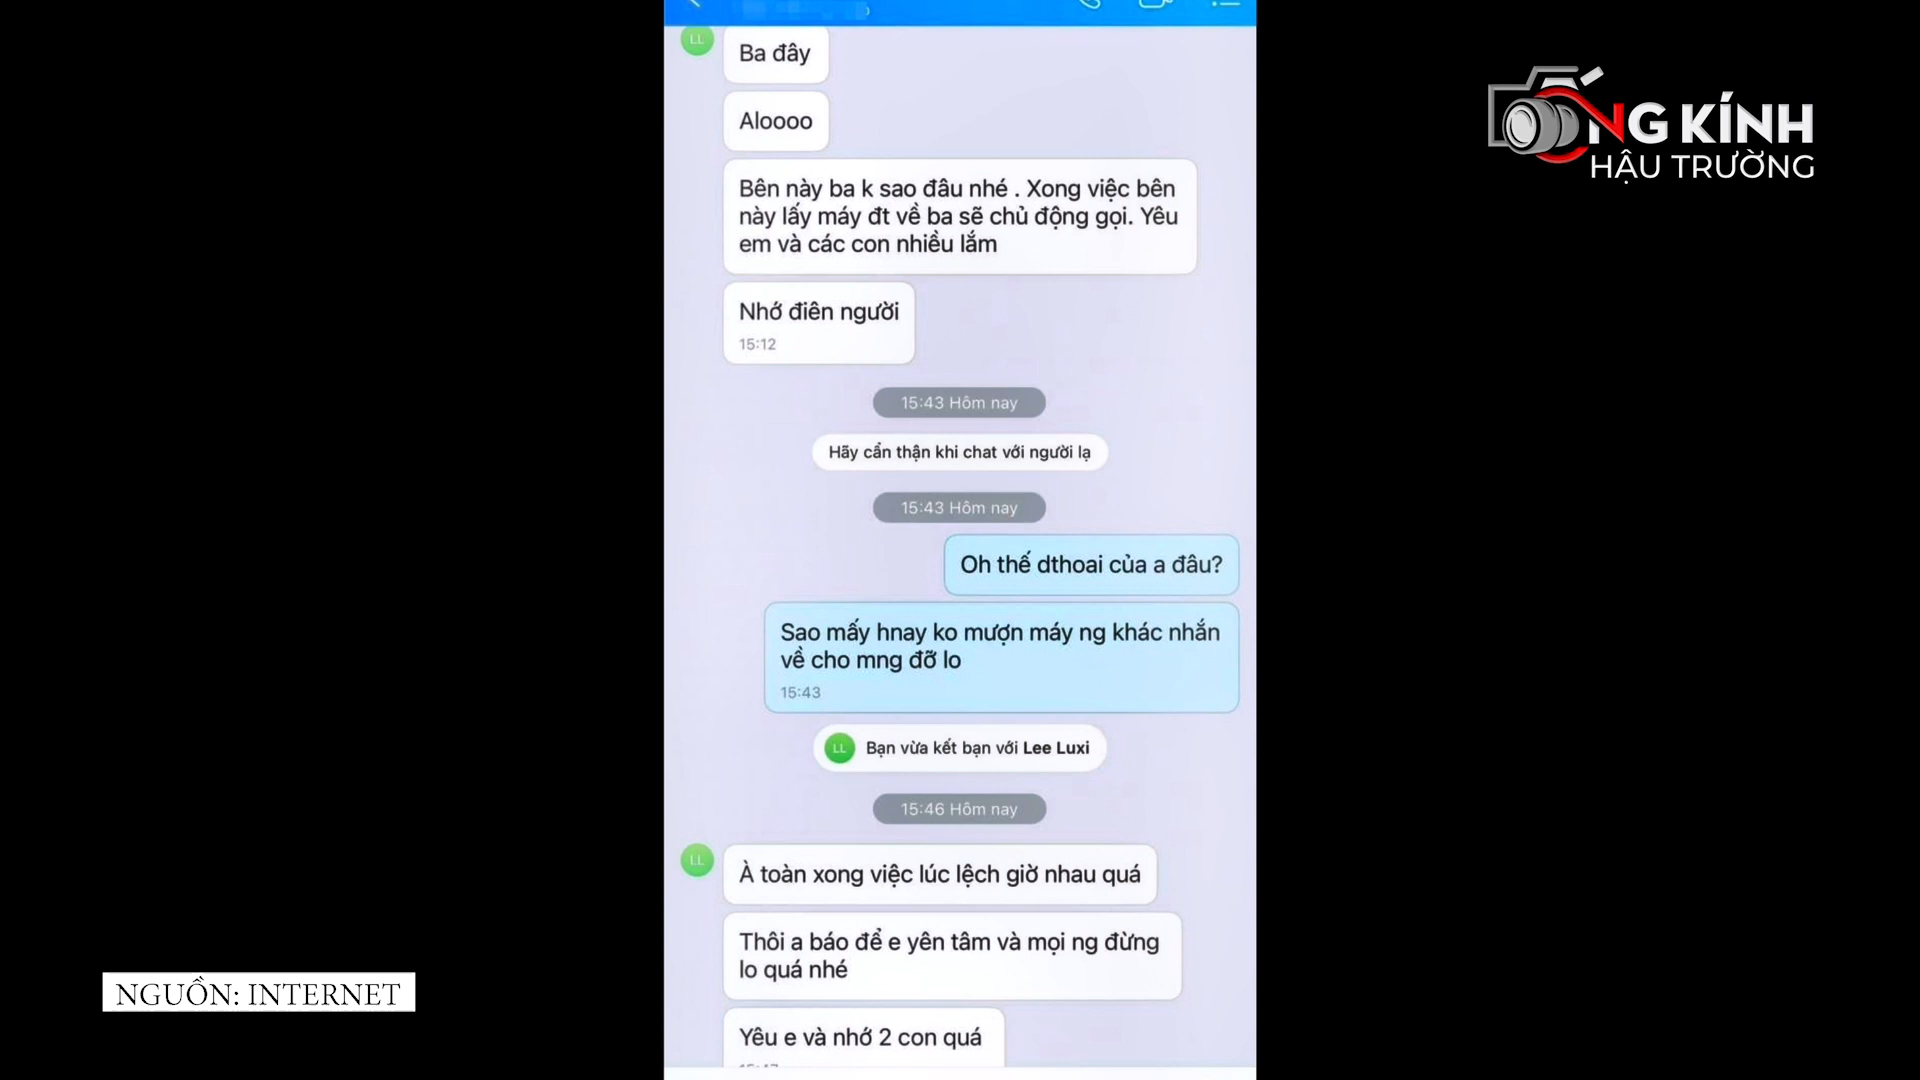 LL
Ba đây
Aloooo
Bên này ba k sao đâu nhé . Xong việc bên
này lấy máy đt về ba sẽ chủ động gọi. Yêu
em và các con nhiều lắm
Nhớ điên người
15:12
15:43 Hôm nay
Hãy cẩn thận khi chat với người lạ
15:43 Hôm nay
Oh thế dthoai của a đâu?
Sao mấy hnay ko mượn máy ng khác nhắn
về cho mng đỡ lo
15:43
LL Bạn vừa kết bạn với Lee Luxi
15:46 Hôm nay
LL
À toàn xong việc lúc lệch giờ nhau quá
Thôi a báo để e yên tâm và mọi ng đừng
lo quá nhé
Yêu e và nhớ 2 con quá
ỐNG KÍNH
HẬU TRƯỜNG
NGUỒN: INTERNET